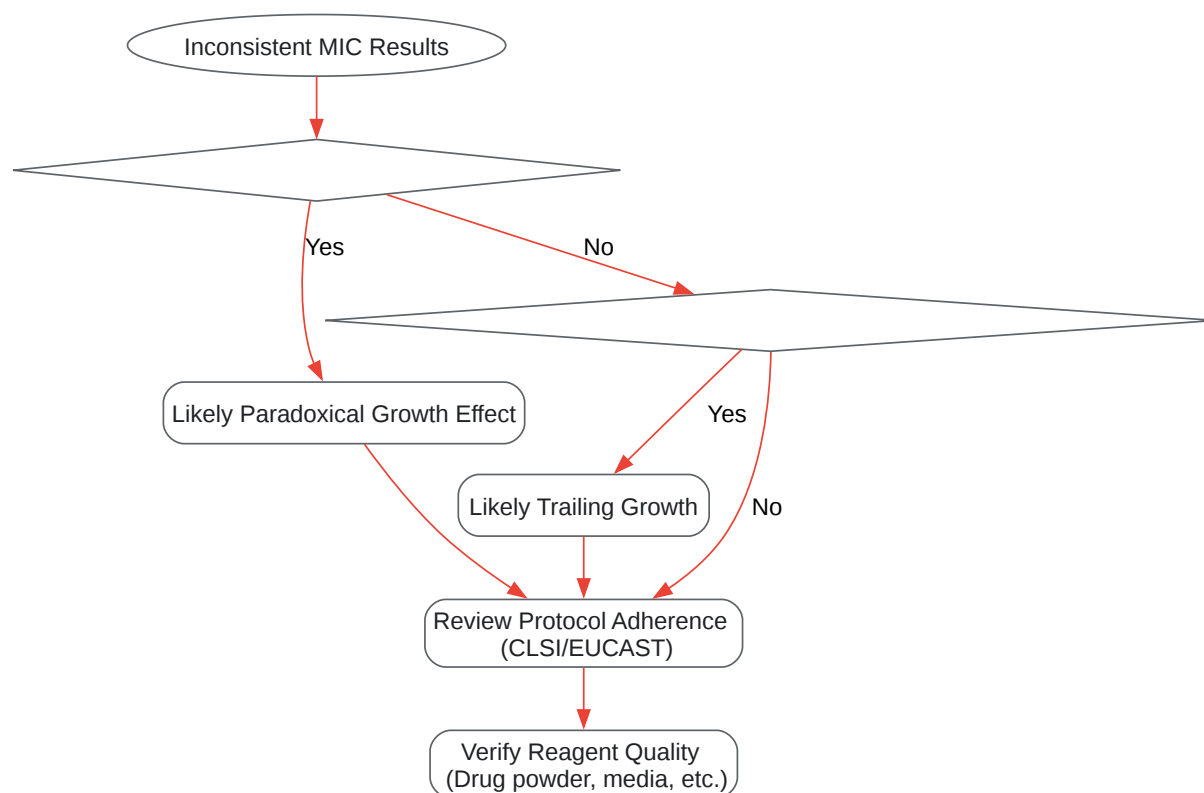 Inconsistent MIC Results
Yes
No
Likely Paradoxical Growth Effect
Yes
Likely Trailing Growth
No
Review Protocol Adherence
(CLSI/EUCAST)
Verify Reagent Quality
(Drug powder, media, etc.)